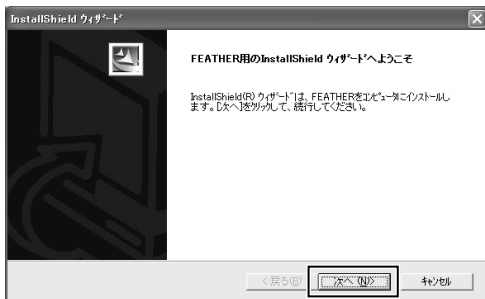 InstallShield ウィザード
FEATHER用のInstallShield ウィザードへようこそ
InstallShield(R) ウィザードは、FEATHERをコンピュータにインストールし
ます。[次へ]をクリックして、続行してください。
< 戻る(B)
次へ (N)>
キャンセル